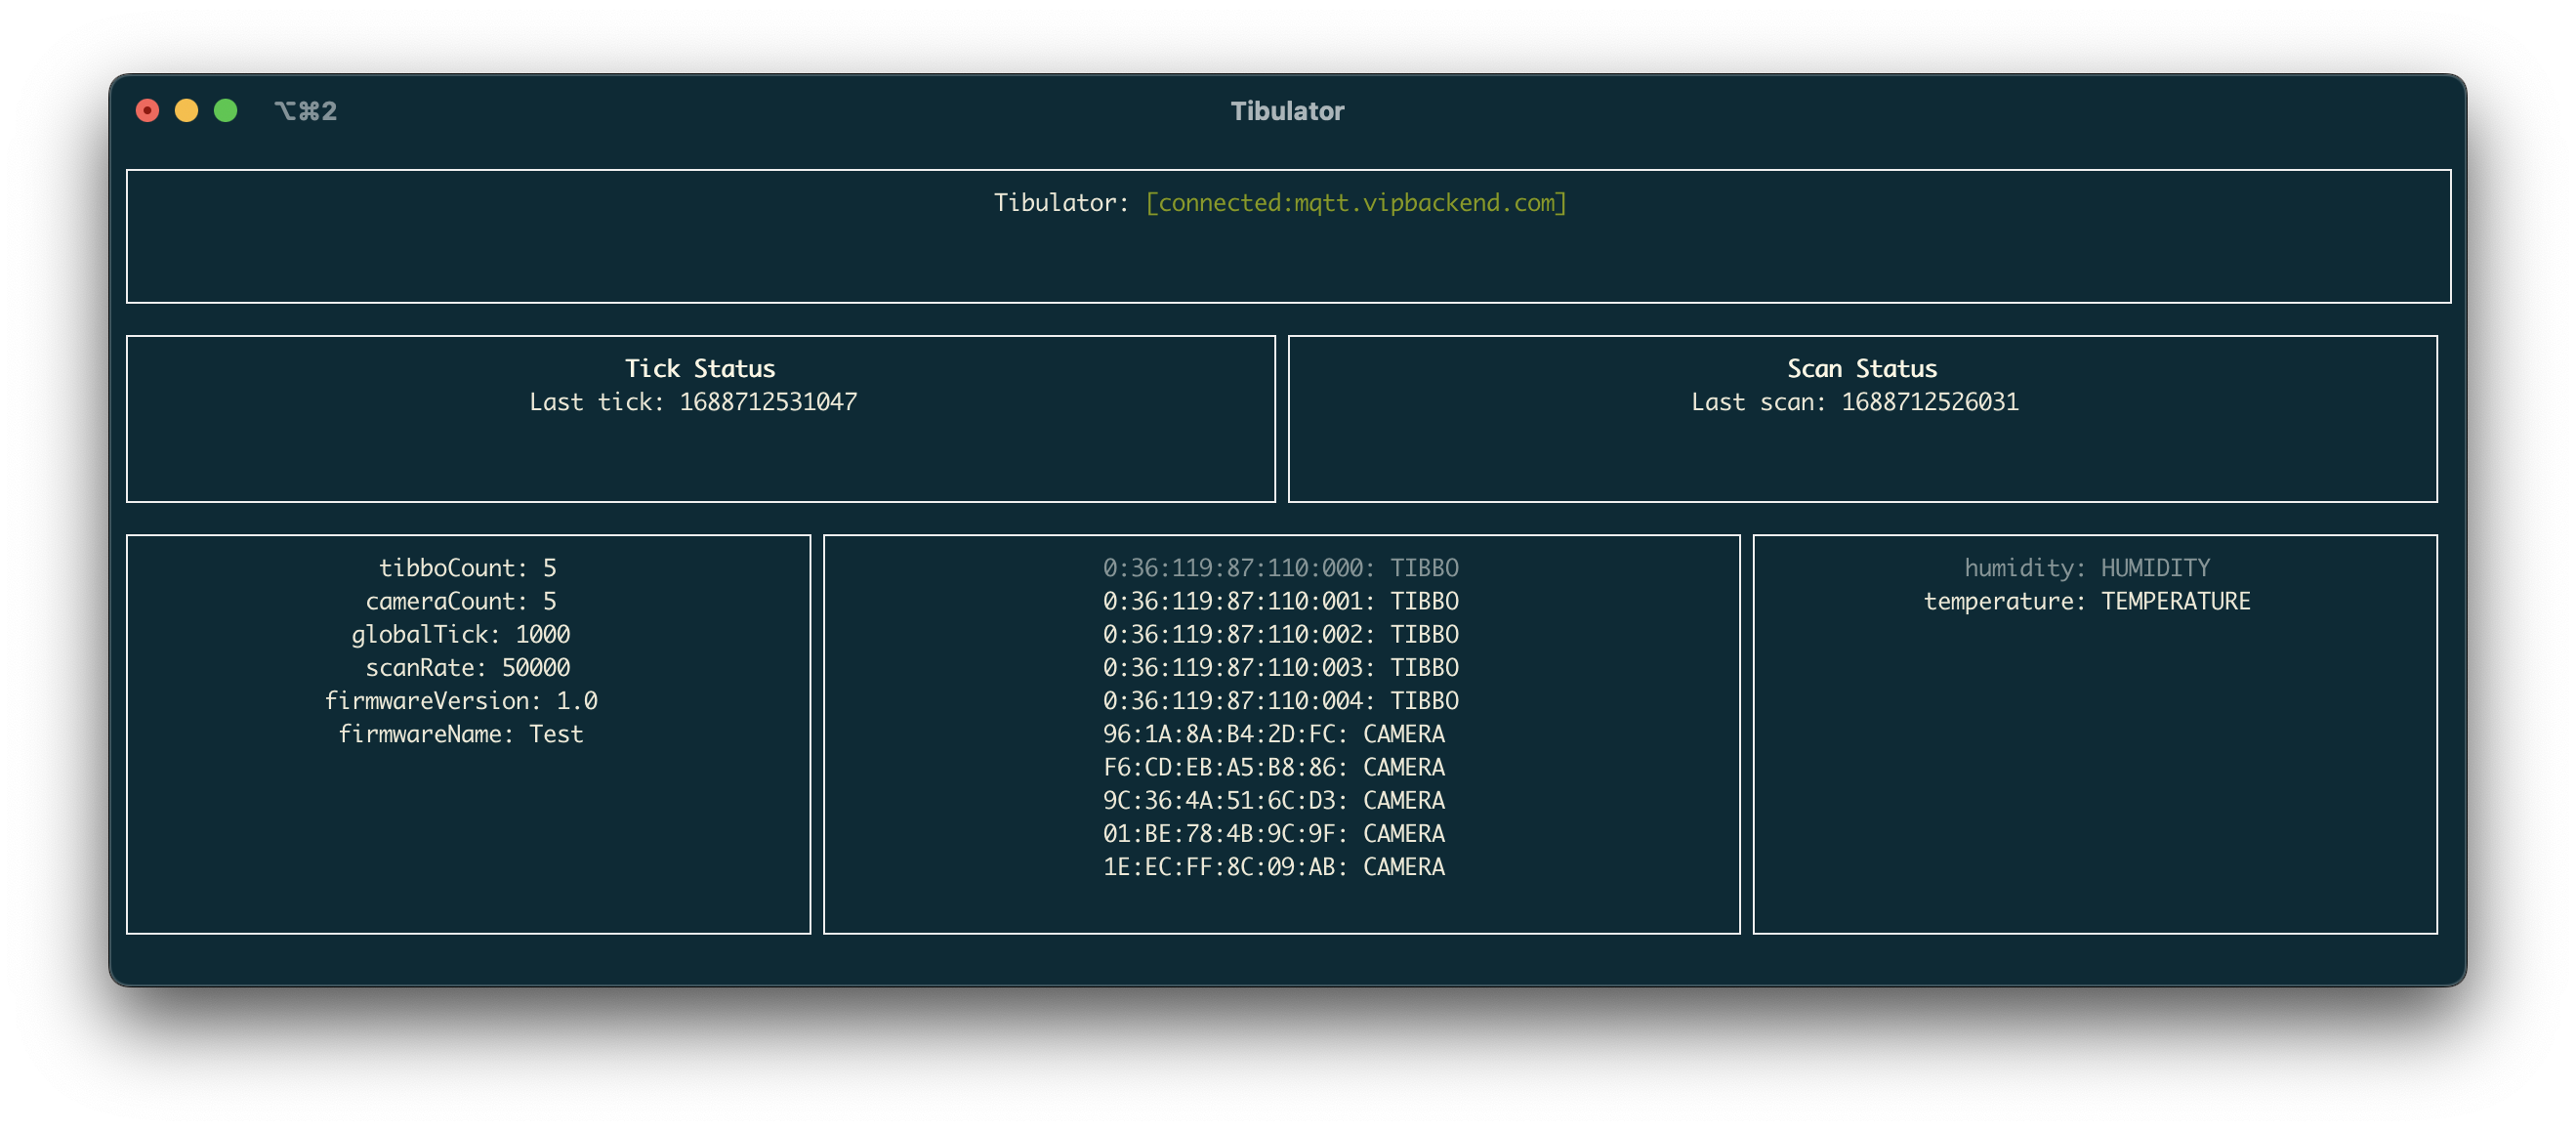 ⌥⌘2
Tibulator
Tibulator: [connected:mqtt.vipbackend.com]
Tick Status
Last tick: 1688712531047
Scan Status
Last scan: 1688712526031
tibboCount: 5
cameraCount: 5
globalTick: 1000
scanRate: 50000
firmwareVersion: 1.0
firmwareName: Test
0:36:119:87:110:000: TIBBO
0:36:119:87:110:001: TIBBO
0:36:119:87:110:002: TIBBO
0:36:119:87:110:003: TIBBO
0:36:119:87:110:004: TIBBO
96:1A:8A:B4:2D:FC: CAMERA
F6:CD:EB:A5:B8:86: CAMERA
9C:36:4A:51:6C:D3: CAMERA
01:BE:78:4B:9C:9F: CAMERA
1E:EC:FF:8C:09:AB: CAMERA
humidity: HUMIDITY
temperature: TEMPERATURE